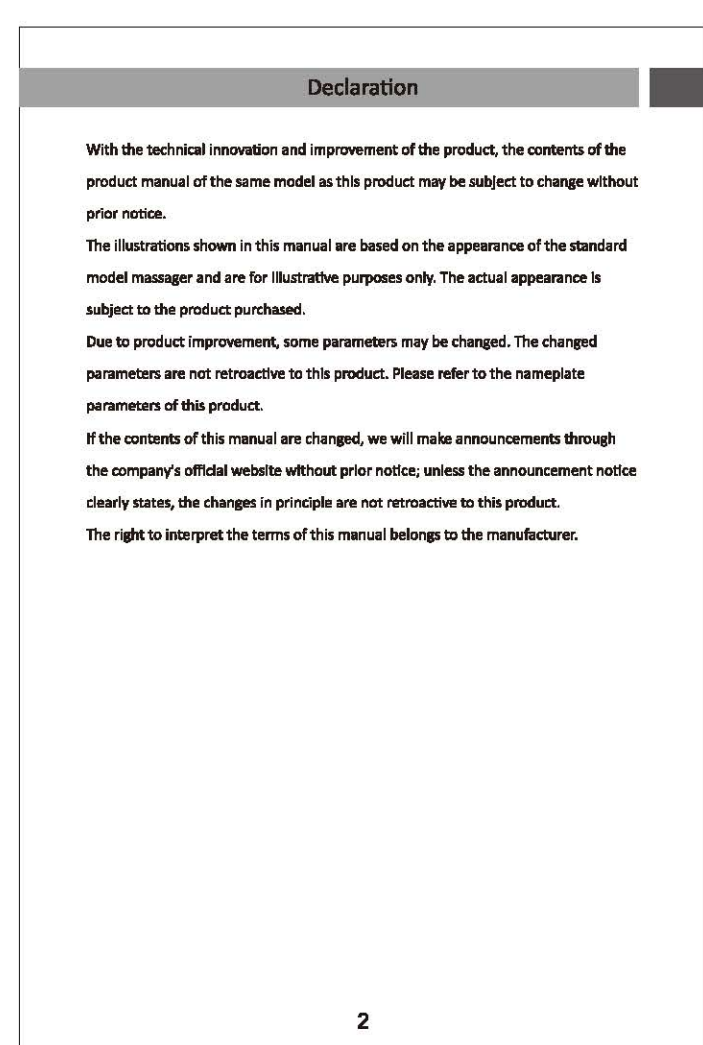 Declaration
With the technical innovation and improvement of the product, the contents of the
product manual of the same model as this product may be subject to change without
prior notice.
The illustrations shown in this manual are based on the appearance of the standard
model massager and are for illustrative purposes only. The actual appearance is
subject to the product purchased.
Due to product improvement, some parameters may be changed. The changed
parameters are not retroactive to this product. Please refer to the nameplate
parameters of this product.
If the contents of this manual are changed, we will make announcements through
the company's official website without prior notice; unless the announcement notice
clearly states, the changes in principle are not retroactive to this product.
The right to interpret the terms of this manual belongs to the manufacturer.
2